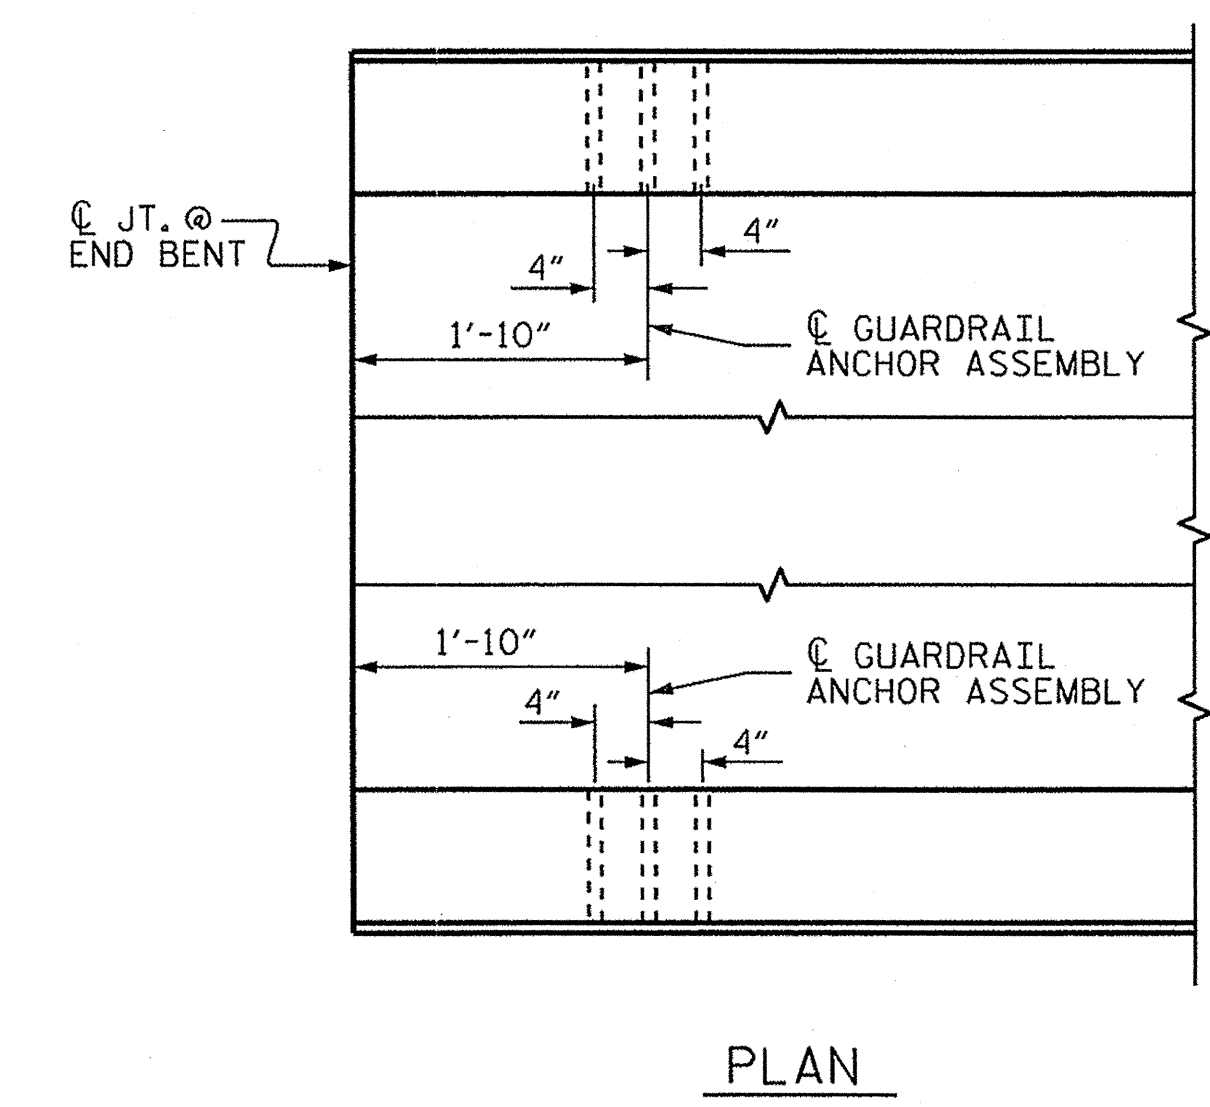 ℄ JT. @
END BENT
4"
4"
1'-10"
℄ GUARDRAIL
ANCHOR ASSEMBLY
1'-10"
℄ GUARDRAIL
ANCHOR ASSEMBLY
4"
4"
PLAN